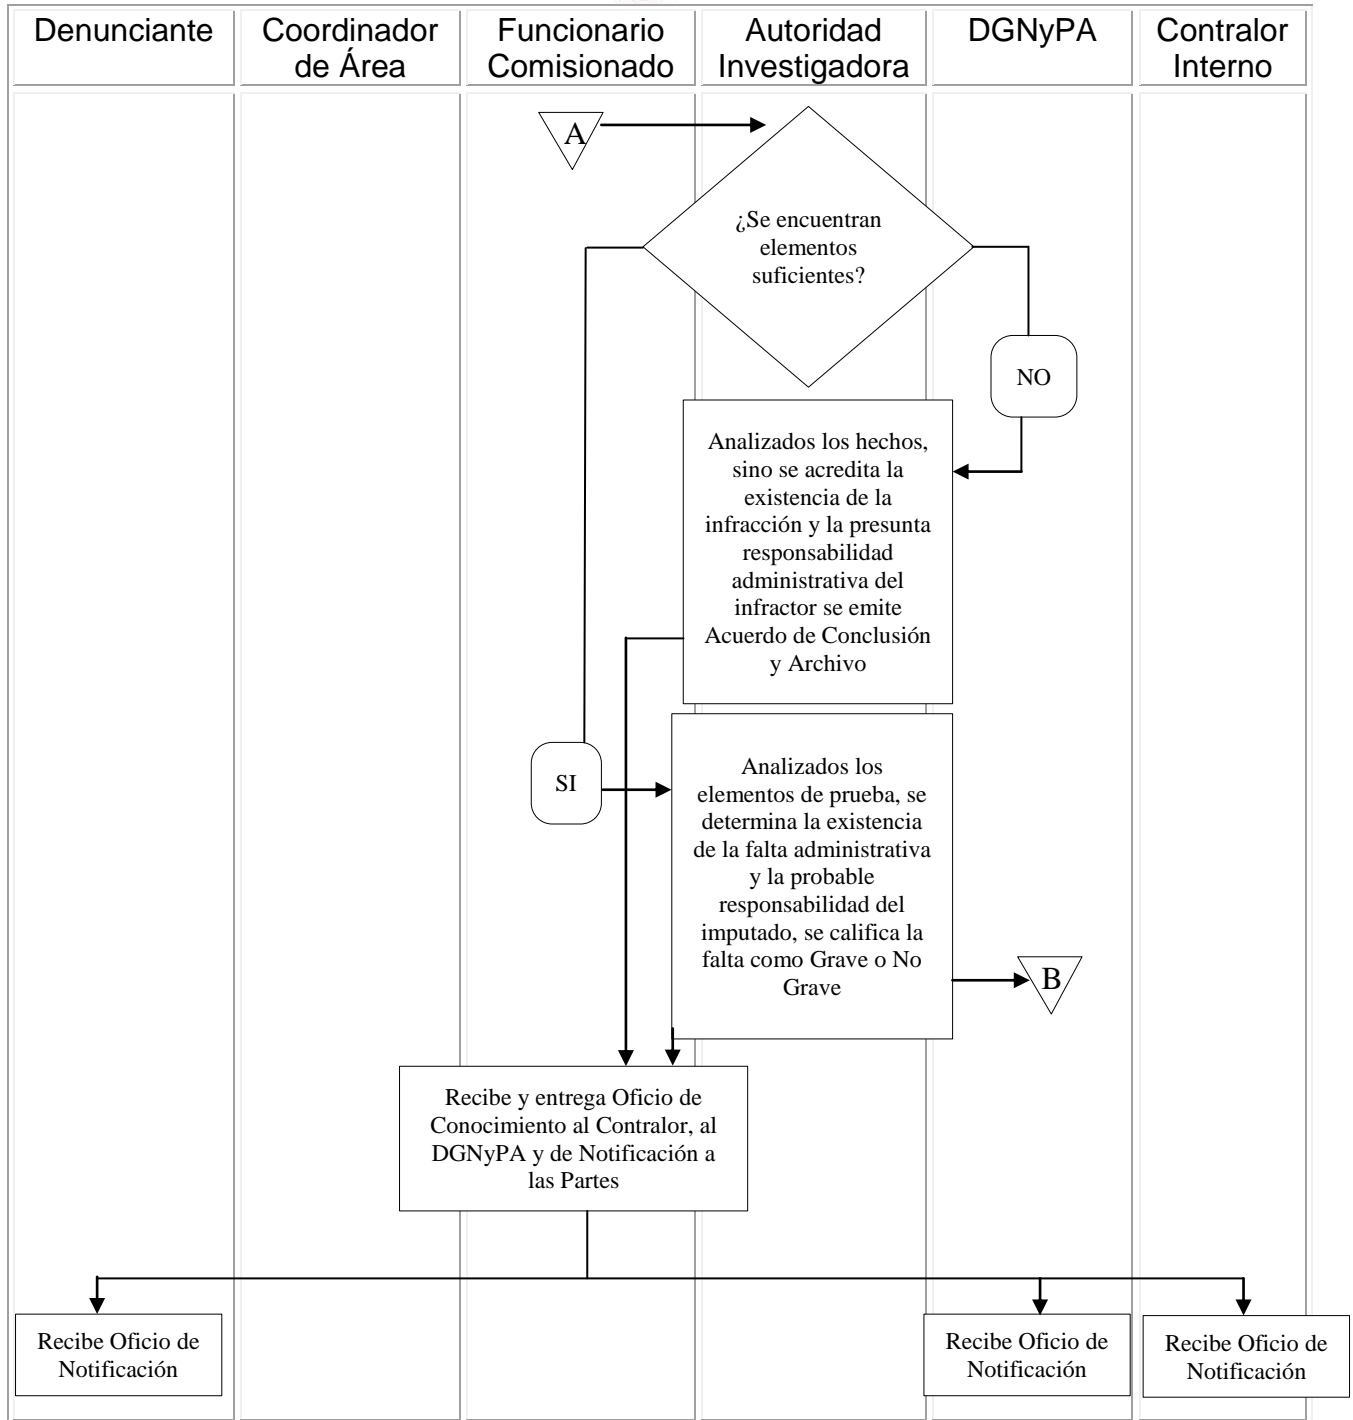 Denunciante
Coordinador
de Área
Funcionario
Comisionado
Autoridad
Investigadora
DGNyPA
Contralor
Interno
A
¿Se encuentran
elementos
suficientes?
NO
Analizados los hechos,
sino se acredita la
existencia de la
infracción y la presunta
responsabilidad
administrativa del
infractor se emite
Acuerdo de Conclusión
y Archivo
SI
Analizados los
elementos de prueba, se
determina la existencia
de la falta administrativa
y la probable
responsabilidad del
imputado, se califica la
falta como Grave o No
Grave
B
Recibe y entrega Oficio de
Conocimiento al Contralor, al
DGNyPA y de Notificación a
las Partes
Recibe Oficio de
Notificación
Recibe Oficio de
Notificación
Recibe Oficio de
Notificación